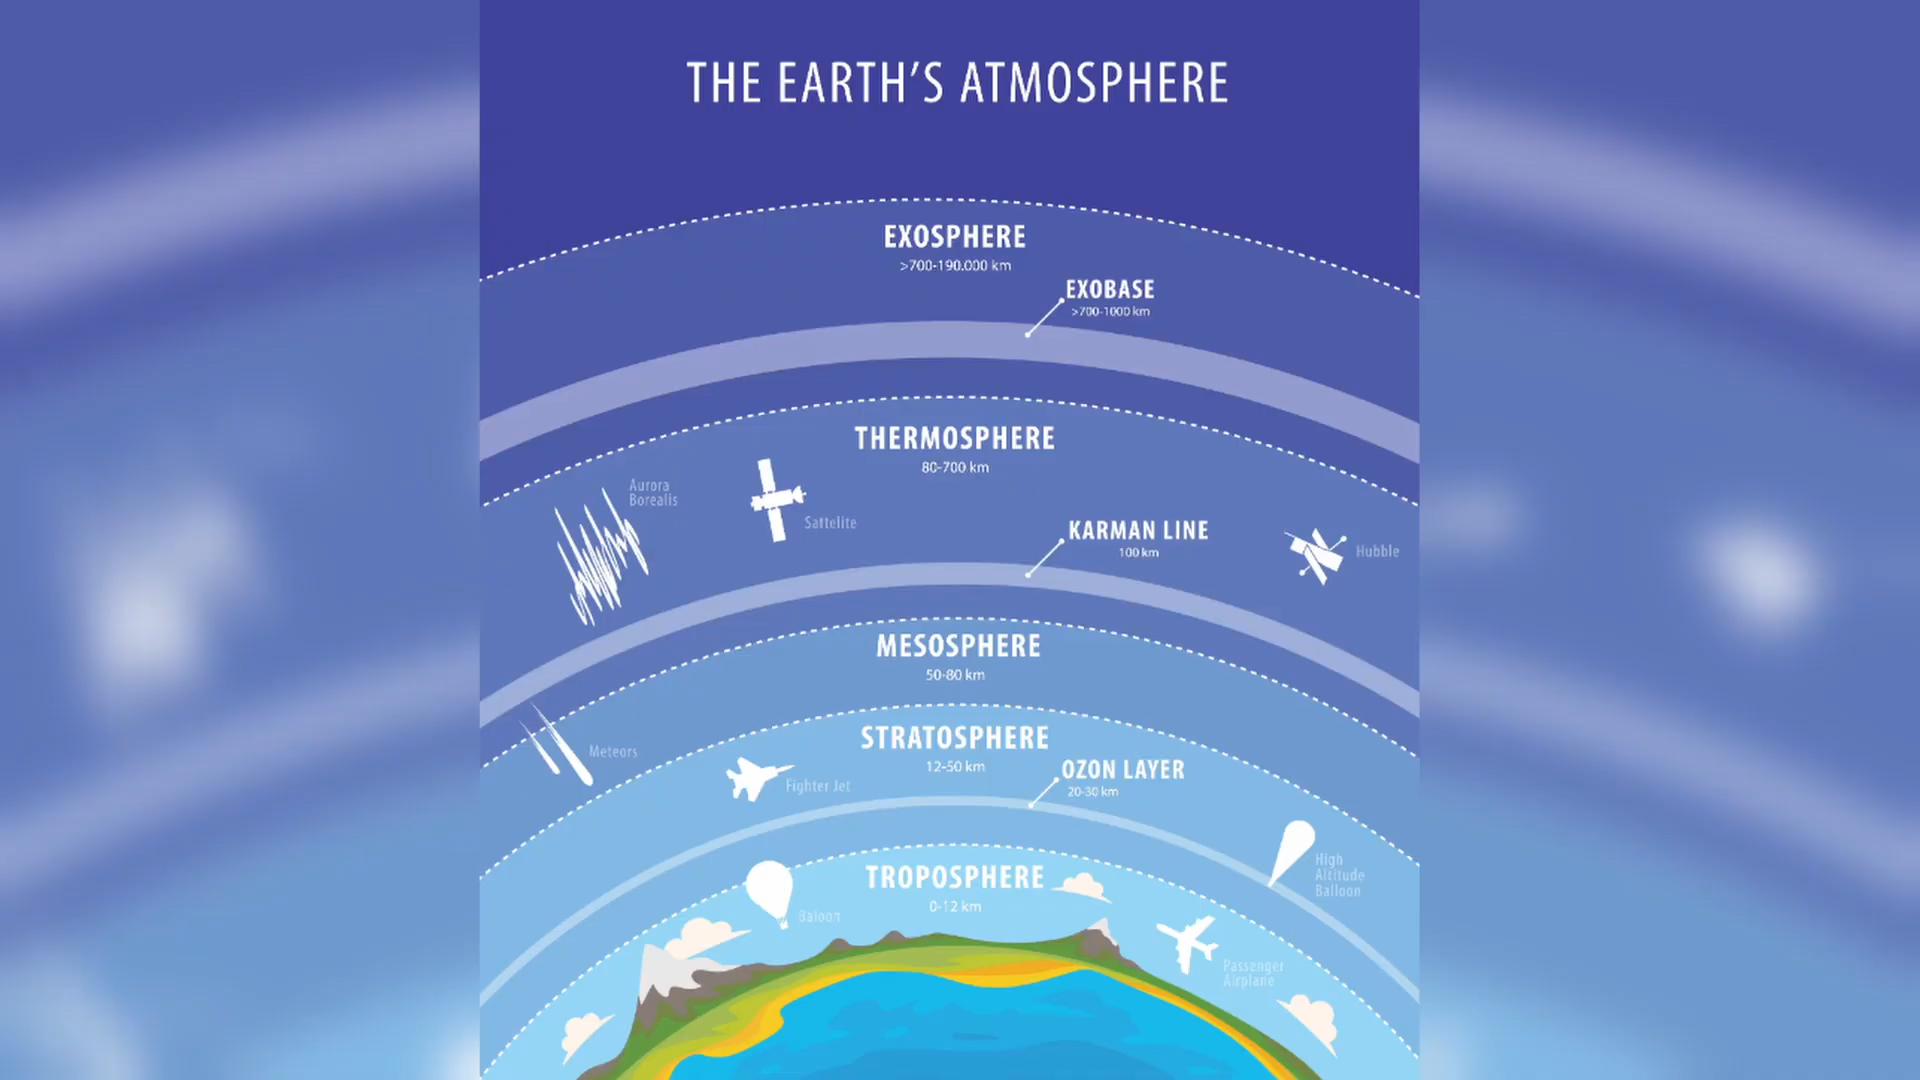 THE EARTH'S ATMOSPHERE
EXOSPHERE
>700-190.000 km
EXOBASE
>700-1000 km
THERMOSPHERE
80-700 km
Aurora
Borealis
Sattelite
KARMAN LINE
100 km
Hubble
MESOSPHERE
50-80 km
Meteors
STRATOSPHERE
12-50 km
OZON LAYER
20-30 km
Fighter Jet
High
Altitude
Balloon
TROPOSPHERE
0-12 km
Baloon
Passenger
Airplane